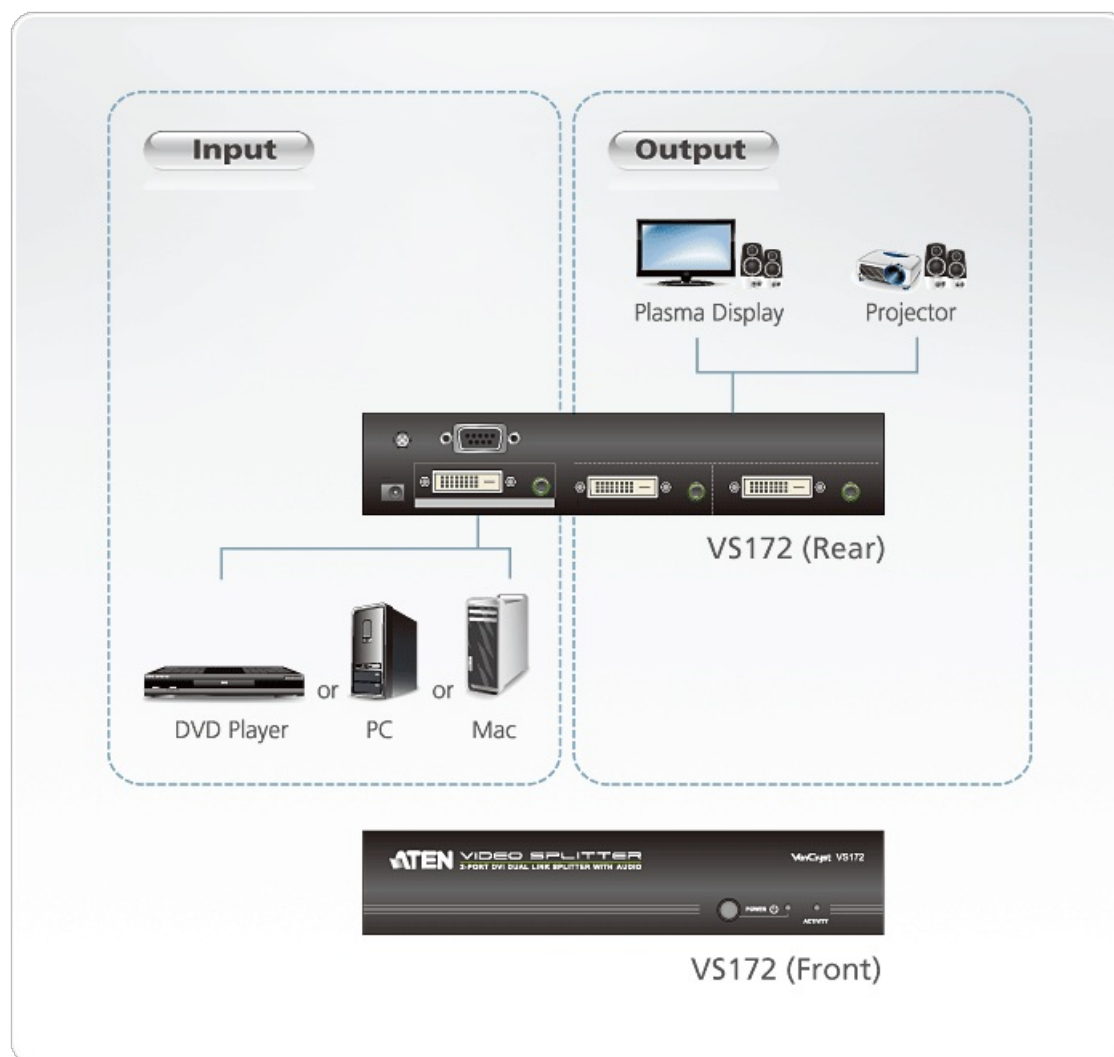 Input
Output
Plasma Display
Projector
VS172 (Rear)
DVD Player
or
PC
or
Mac
ATEN VIDEO SPLITTER
2-PORT DVI DUAL LINK SPLITTER WITH AUDIO
VanCryst VS172
POWER
ACTIVITY
VS172 (Front)